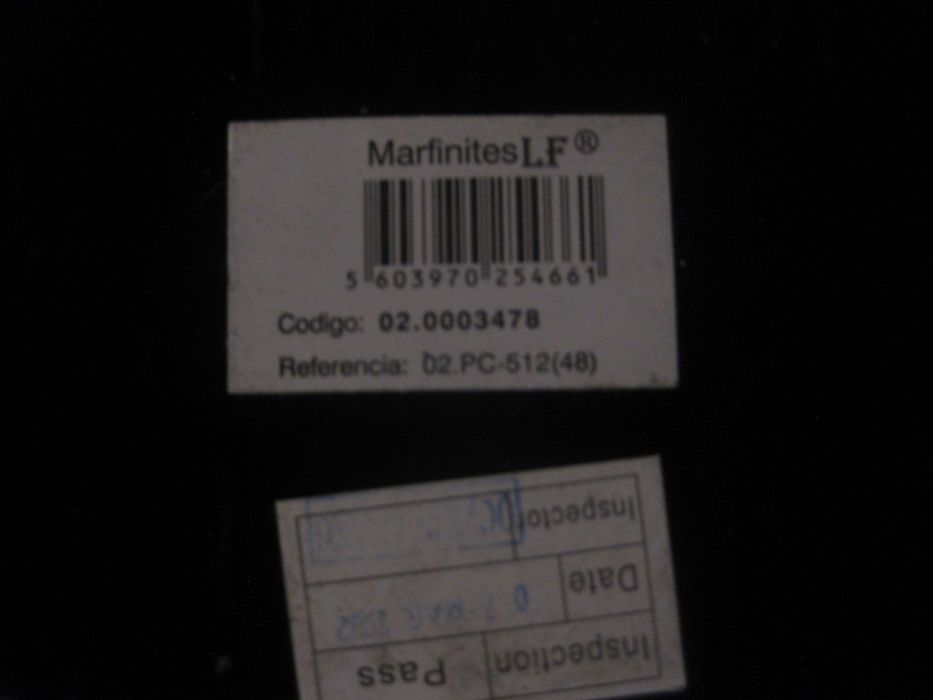 MarfinitesLF®
5 603970 254661
Codigo: 02.0003478
Referencia: 02.PC-512(48)
Inspection Pass
Date
Inspector